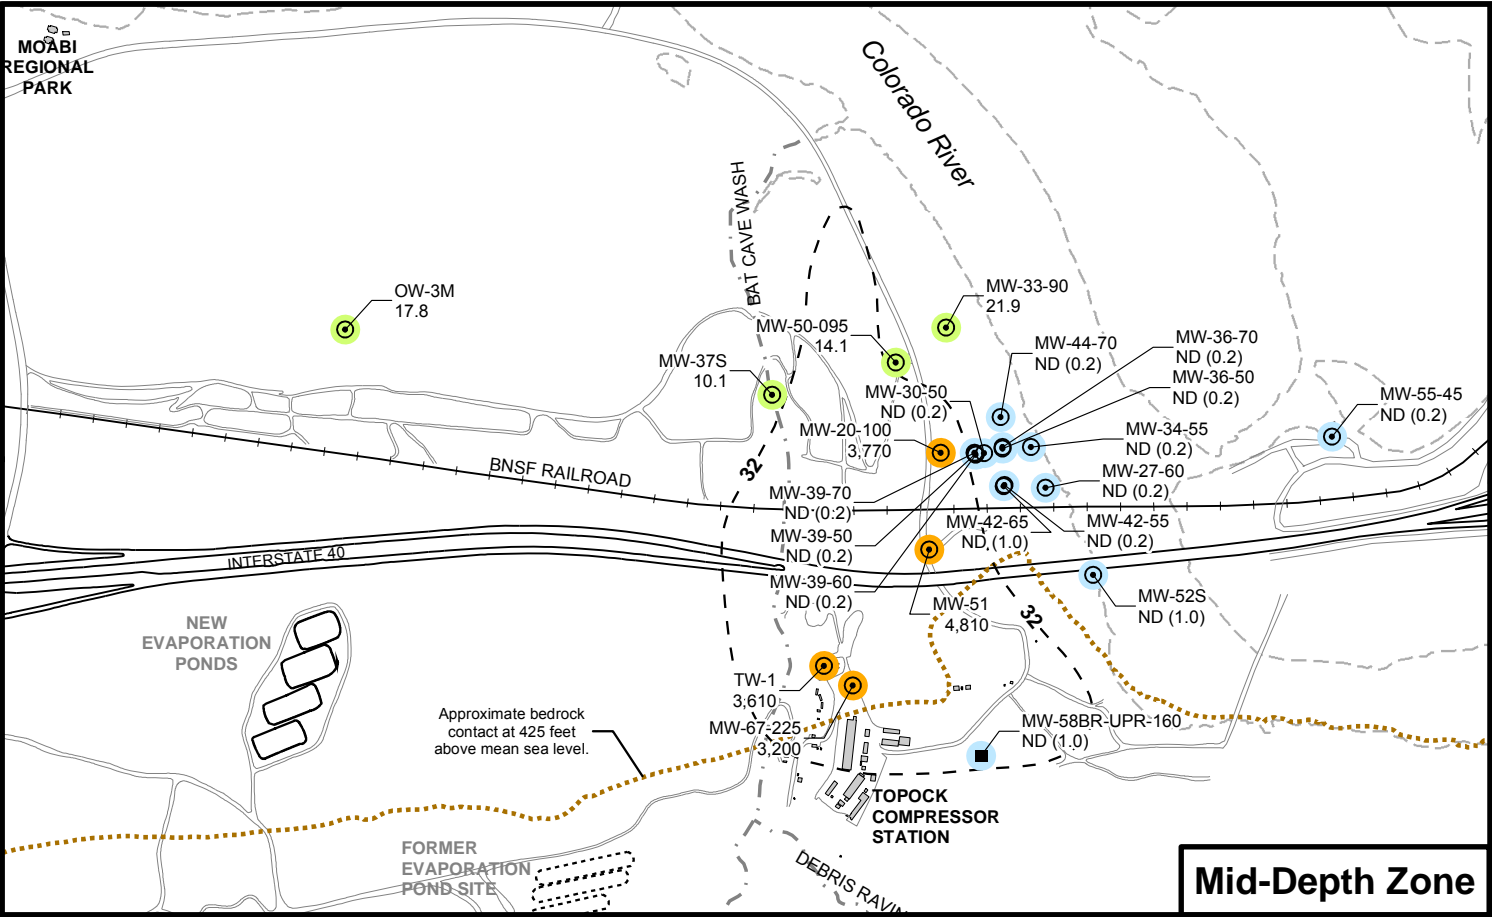 MOABI
REGIONAL
PARK
Colorado River
BAT CAVE WASH
OW-3M
17.8
MW-33-90
21.9
MW-50-095
14.1
MW-37S
10.1
MW-44-70
ND (0.2)
MW-36-70
ND (0.2)
MW-36-50
ND (0.2)
MW-30-50
ND (0.2)
MW-55-45
ND (0.2)
MW-20-100
3,770
MW-34-55
ND (0.2)
32
BNSF RAILROAD
MW-27-60
ND (0.2)
MW-39-70
ND (0.2)
MW-42-65
ND (1.0)
MW-42-55
ND (0.2)
MW-39-50
ND (0.2)
INTERSTATE 40
MW-39-60
ND (0.2)
MW-52S
ND (1.0)
MW-51
4,810
32
NEW
EVAPORATION
PONDS
TW-1
3,610
MW-67-225
3,200
Approximate bedrock
contact at 425 feet
above mean sea level.
MW-58BR-UPR-160
ND (1.0)
TOPOCK
COMPRESSOR
STATION
FORMER
EVAPORATION
POND SITE
DEBRIS RAVIN
Mid-Depth Zone